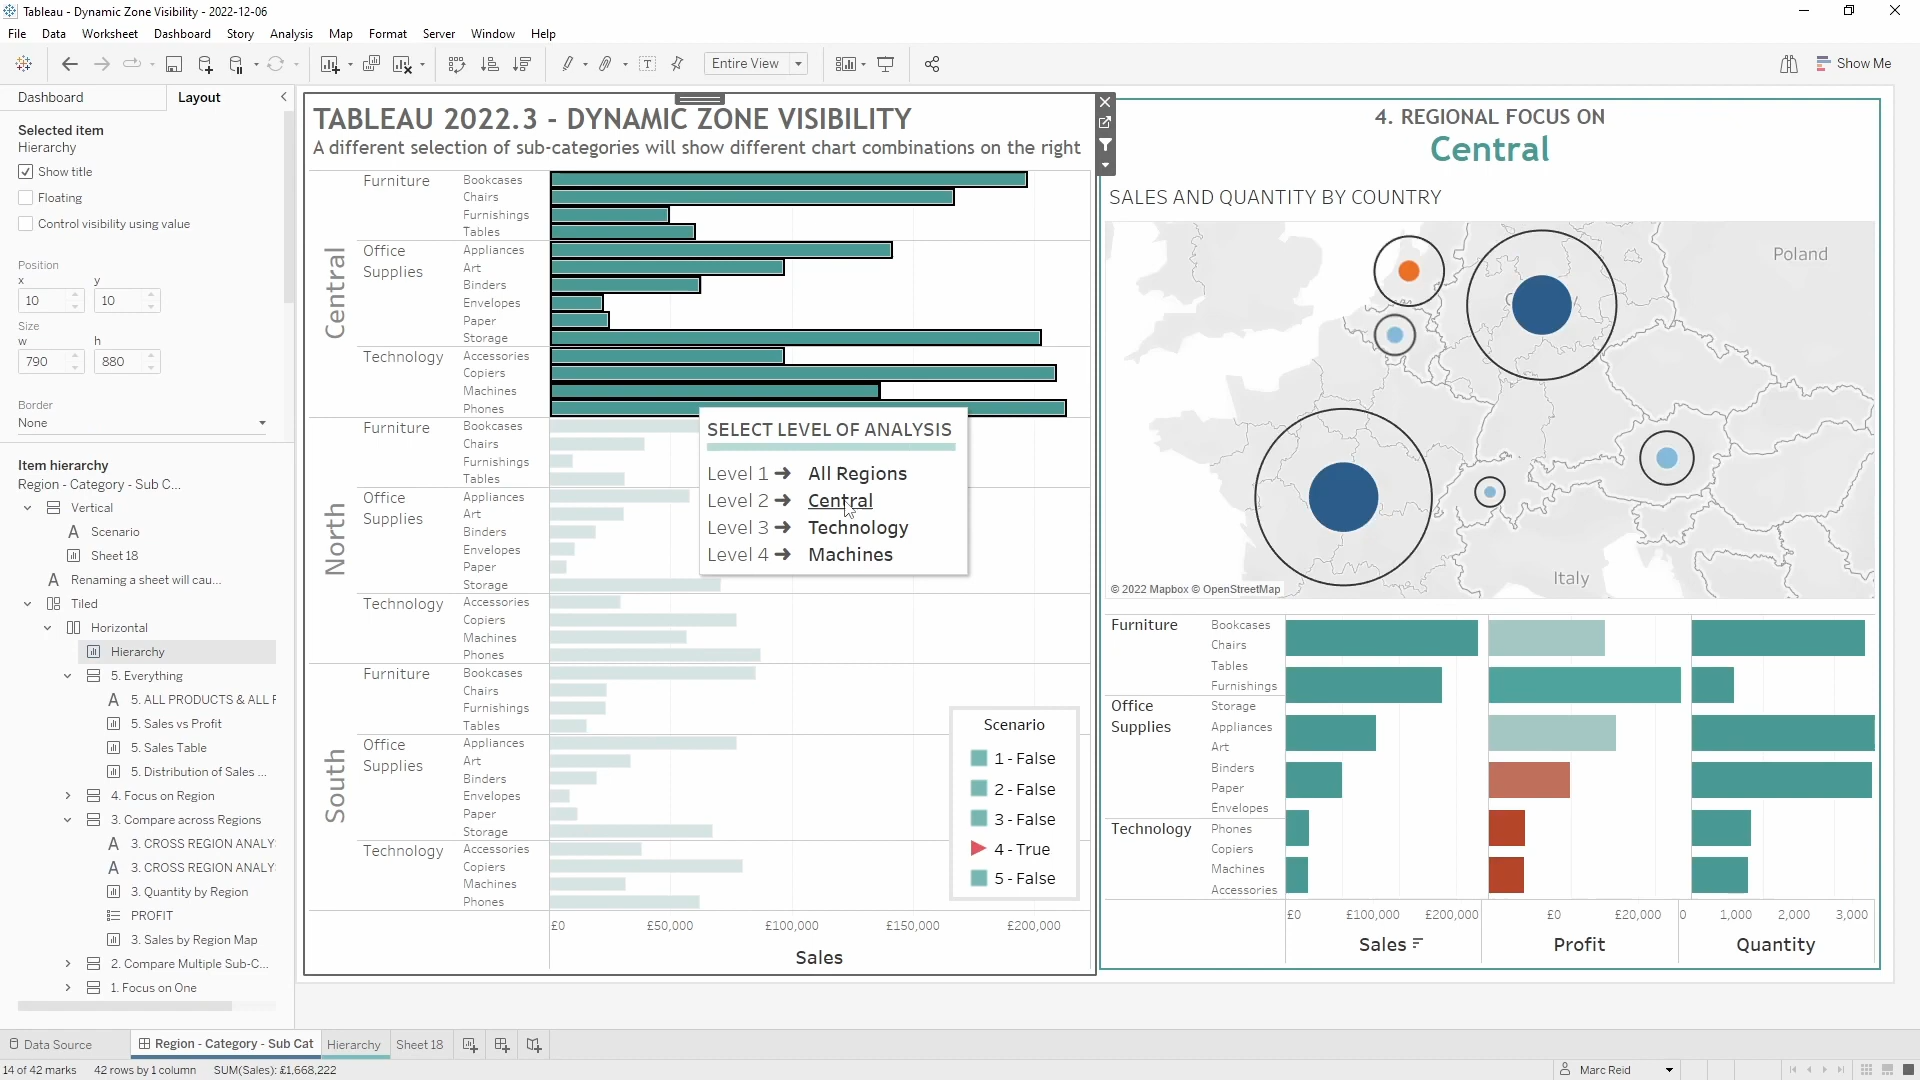 Tableau - Dynamic Zone Visibility - 2022-12-06
File Data Worksheet Dashboard Story Analysis Map Format Server Window Help
Entire View
Show Me
Dashboard
Layout
Selected item
Hierarchy
Show title
Floating
Control visibility using value
Position
x y
10 10
Size
w h
790 880
Border
None
Item hierarchy
Region - Category - Sub C...
Vertical
Scenario
Sheet 18
Renaming a sheet will cau...
Tiled
Horizontal
Hierarchy
5. Everything
5. ALL PRODUCTS & ALL F
5. Sales vs Profit
5. Sales Table
5. Distribution of Sales ...
4. Focus on Region
3. Compare across Regions
3. CROSS REGION ANALY
3. CROSS REGION ANALY
3. Quantity by Region
PROFIT
3. Sales by Region Map
2. Compare Multiple Sub-C...
1. Focus on One
TABLEAU 2022.3 - DYNAMIC ZONE VISIBILITY
A different selection of sub-categories will show different chart combinations on the right
Central
Furniture
Bookcases
Chairs
Furnishings
Tables
Office Supplies
Appliances
Art
Binders
Envelopes
Paper
Storage
Technology
Accessories
Copiers
Machines
Phones
North
Furniture
Bookcases
Chairs
Furnishings
Tables
Office Supplies
Appliances
Art
Binders
Envelopes
Paper
Storage
Technology
Accessories
Copiers
Machines
Phones
South
Furniture
Bookcases
Chairs
Furnishings
Tables
Office Supplies
Appliances
Art
Binders
Envelopes
Paper
Storage
Technology
Accessories
Copiers
Machines
Phones
£0 £50,000 £100,000 £150,000 £200,000
Sales
SELECT LEVEL OF ANALYSIS
Level 1 ➜ All Regions
Level 2 ➜ Central
Level 3 ➜ Technology
Level 4 ➜ Machines
Scenario
1 - False
2 - False
3 - False
4 - True
5 - False
4. REGIONAL FOCUS ON
Central
SALES AND QUANTITY BY COUNTRY
Poland
Italy
© 2022 Mapbox © OpenStreetMap
Furniture
Bookcases
Chairs
Tables
Furnishings
Office Supplies
Storage
Appliances
Art
Binders
Paper
Envelopes
Technology
Phones
Copiers
Machines
Accessories
£0 £100,000 £200,000 £0 £20,000 0 1,000 2,000 3,000
Sales Profit Quantity
Data Source
Region - Category - Sub Cat
Hierarchy
Sheet 18
14 of 42 marks 42 rows by 1 column SUM(Sales): £1,668,222
Marc Reid